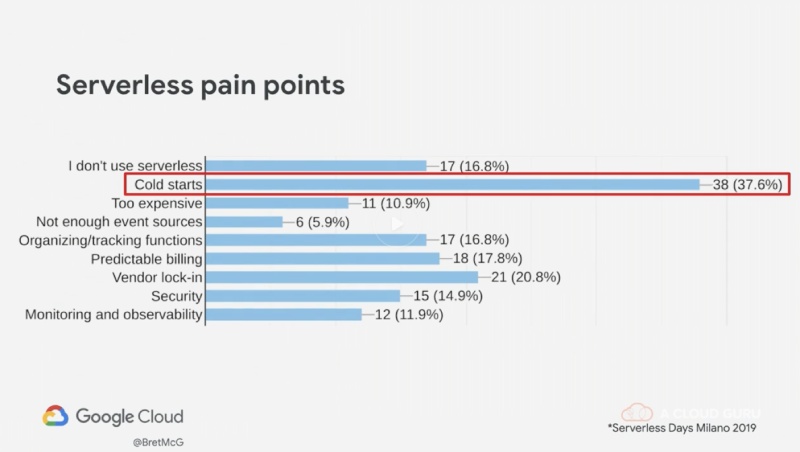 Serverless pain points
I don't use serverless 17 (16.8%)
Cold starts 38 (37.6%)
Too expensive 11 (10.9%)
Not enough event sources 6 (5.9%)
Organizing/tracking functions 17 (16.8%)
Predictable billing 18 (17.8%)
Vendor lock-in 21 (20.8%)
Security 15 (14.9%)
Monitoring and observability 12 (11.9%)
Google Cloud
@BretMcG
A CLOUD GURU
*Serverless Days Milano 2019